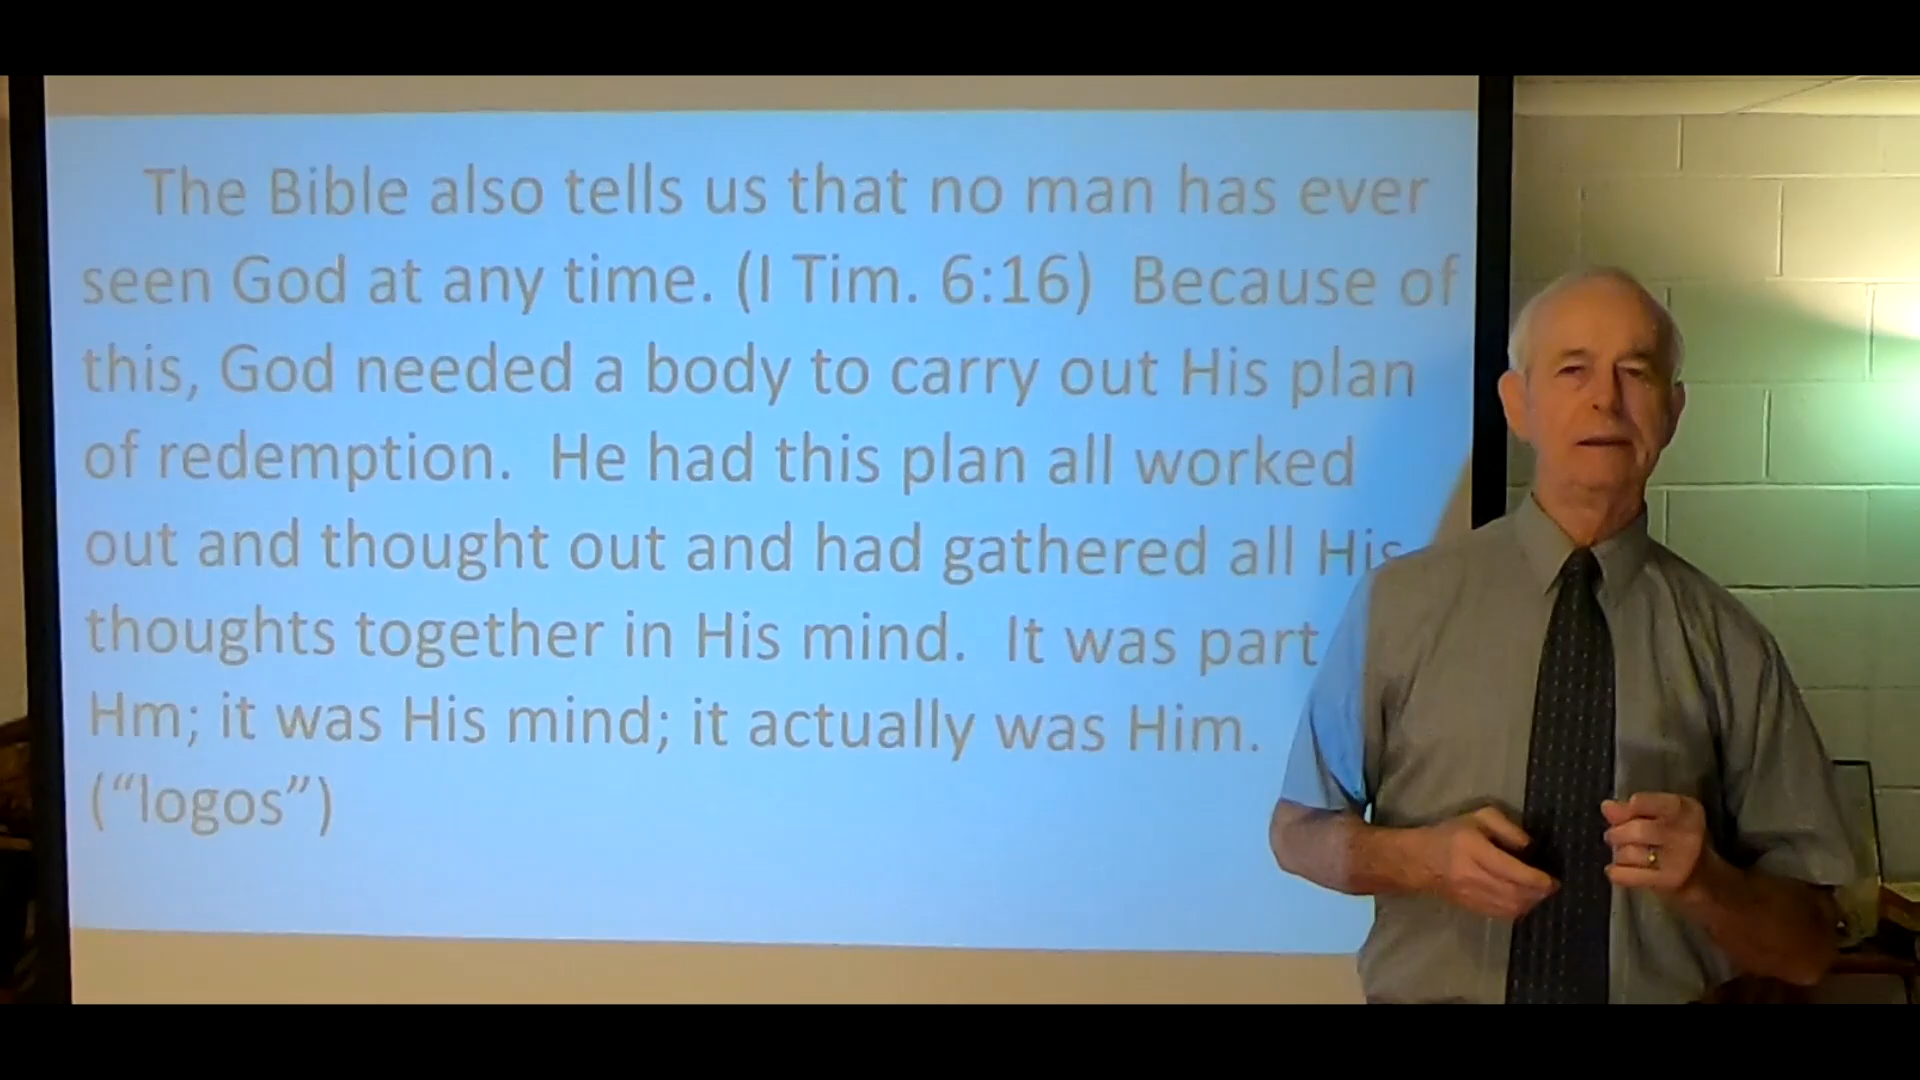 The Bible also tells us that no man has ever
seen God at any time. (I Tim. 6:16)  Because of
this, God needed a body to carry out His plan
of redemption.  He had this plan all worked
out and thought out and had gathered all His
thoughts together in His mind.  It was part
Hm; it was His mind; it actually was Him.
("logos")